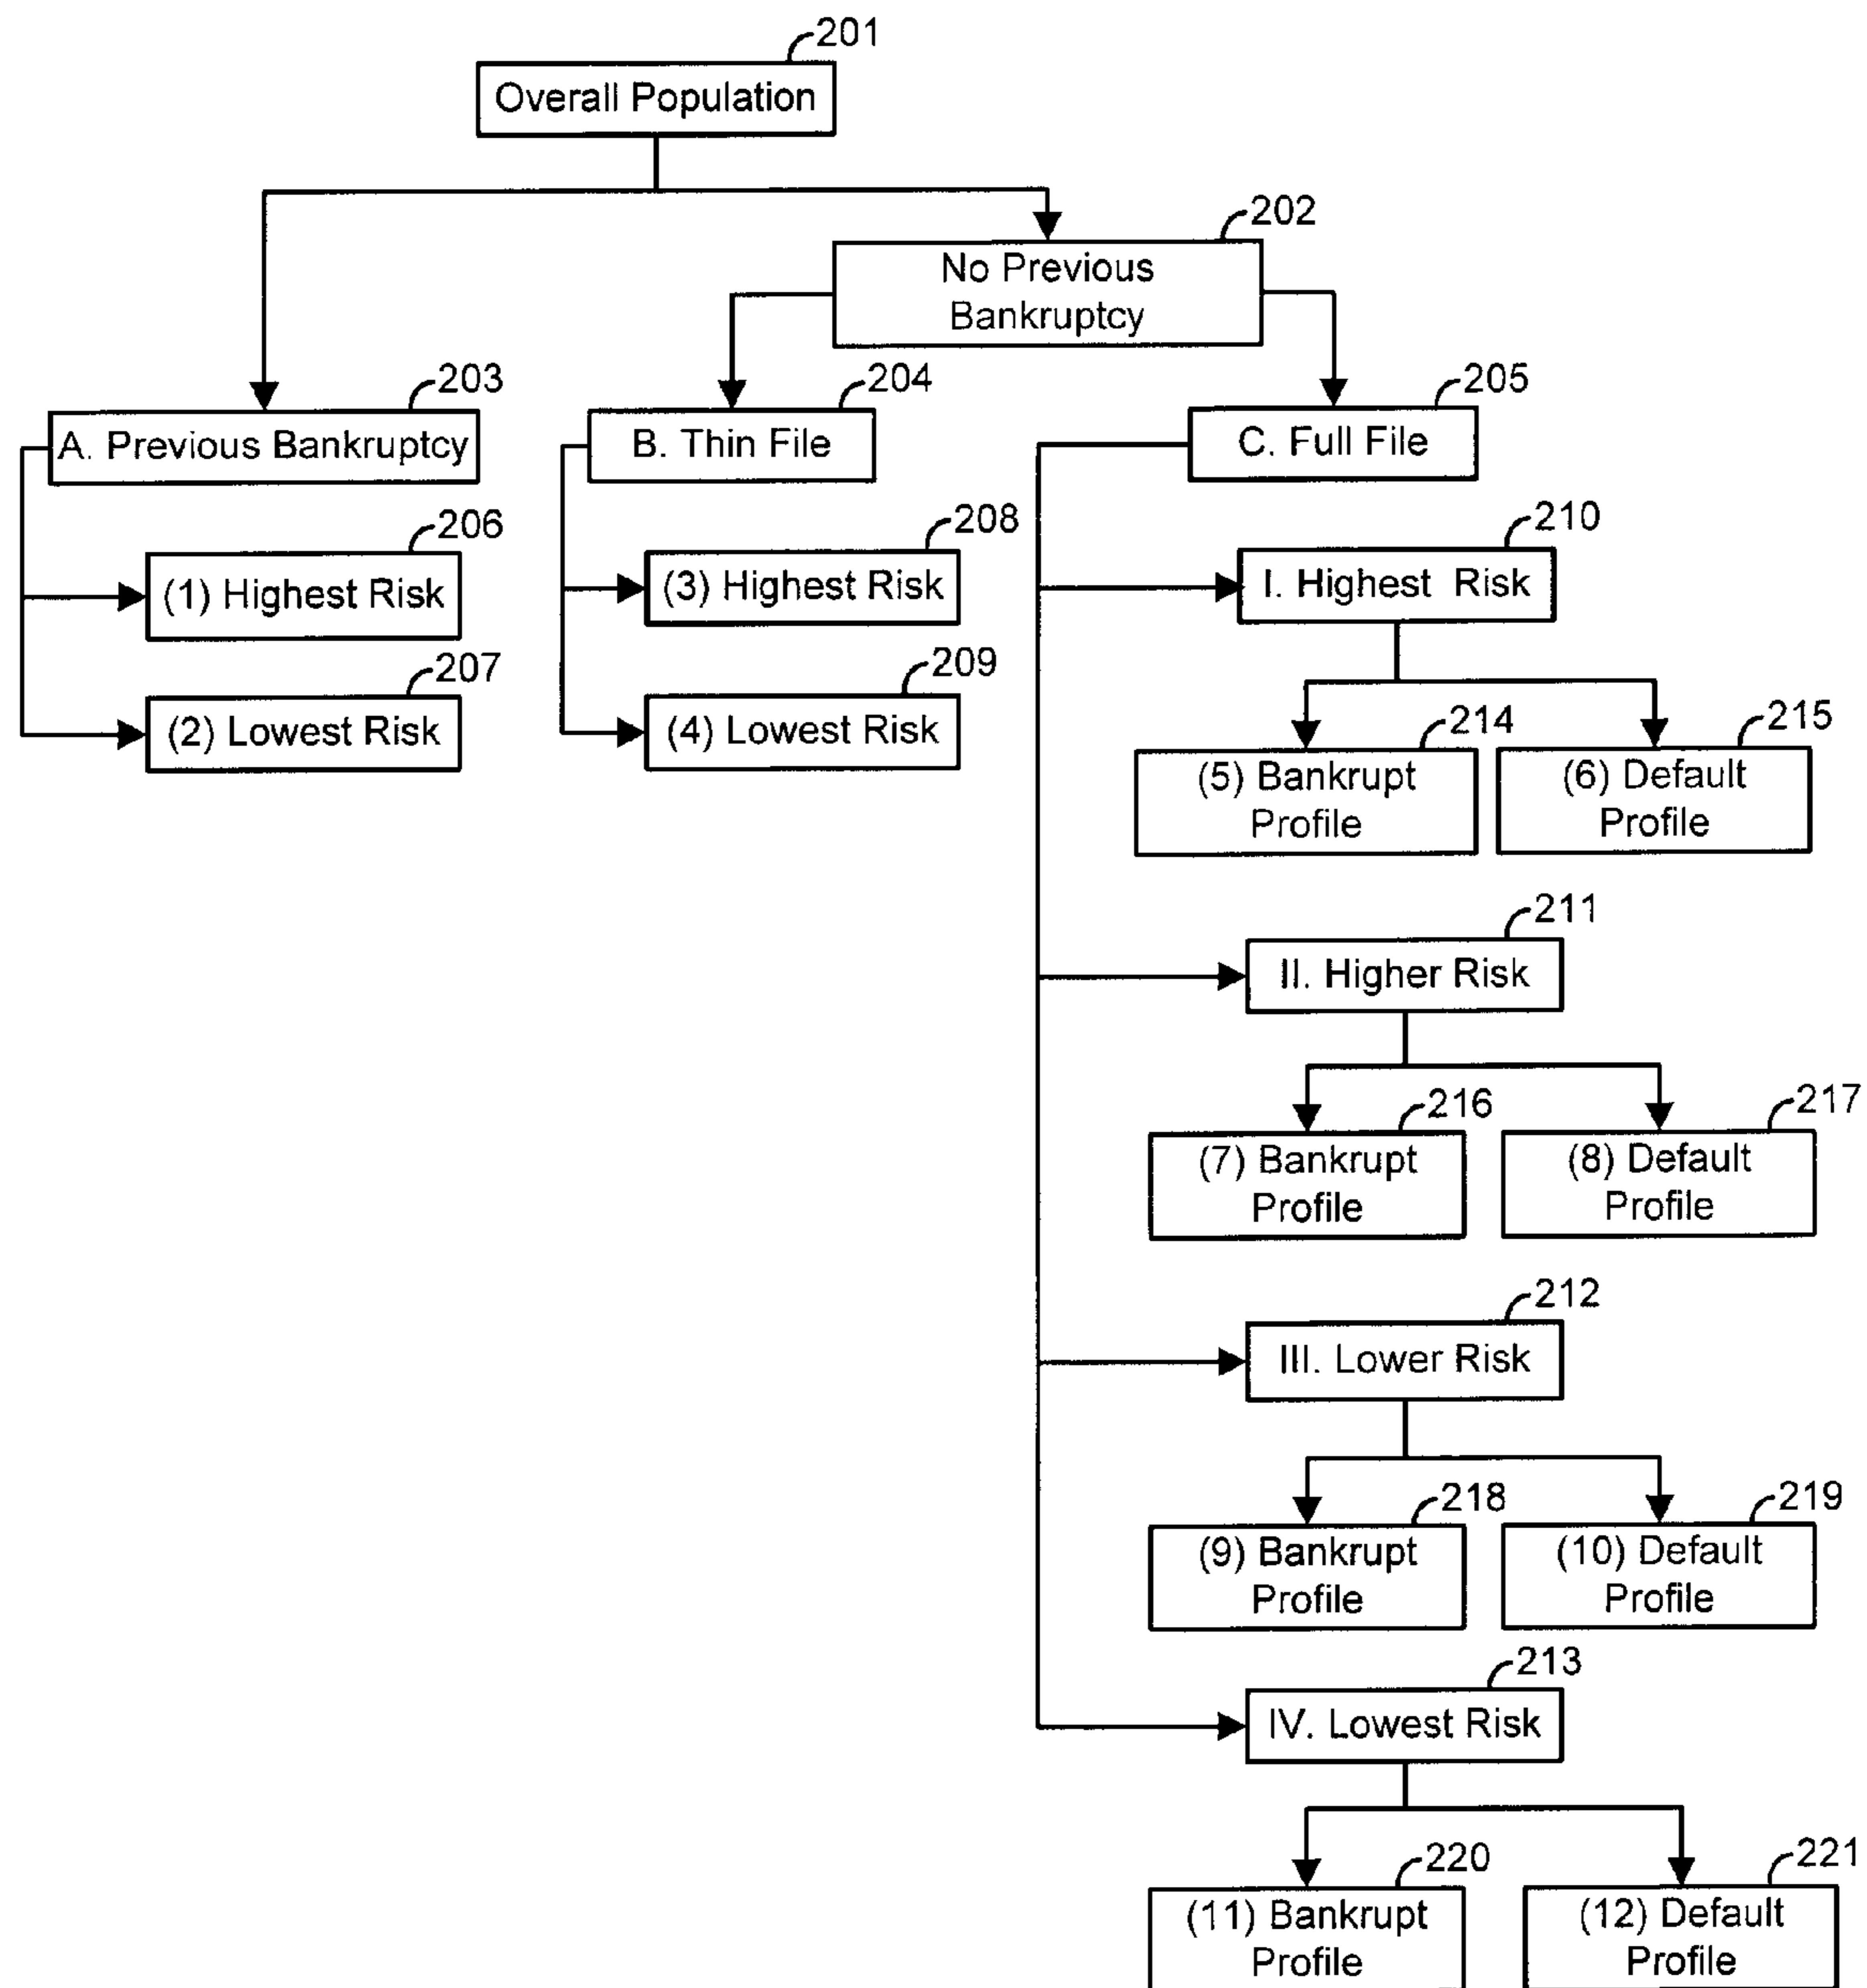 201
Overall Population
202
No Previous
Bankruptcy
203
A. Previous Bankruptcy
204
B. Thin File
205
C. Full File
206
(1) Highest Risk
207
(2) Lowest Risk
208
(3) Highest Risk
209
(4) Lowest Risk
210
I. Highest Risk
214
(5) Bankrupt
Profile
215
(6) Default
Profile
211
II. Higher Risk
216
(7) Bankrupt
Profile
217
(8) Default
Profile
212
III. Lower Risk
218
(9) Bankrupt
Profile
219
(10) Default
Profile
213
IV. Lowest Risk
220
(11) Bankrupt
Profile
221
(12) Default
Profile